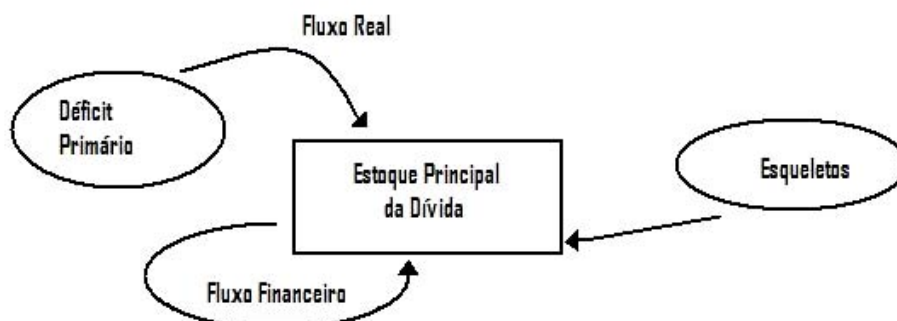 Fluxo Real
Déficit
Primário
Estoque Principal
da Dívida
Esqueletos
Fluxo Financeiro